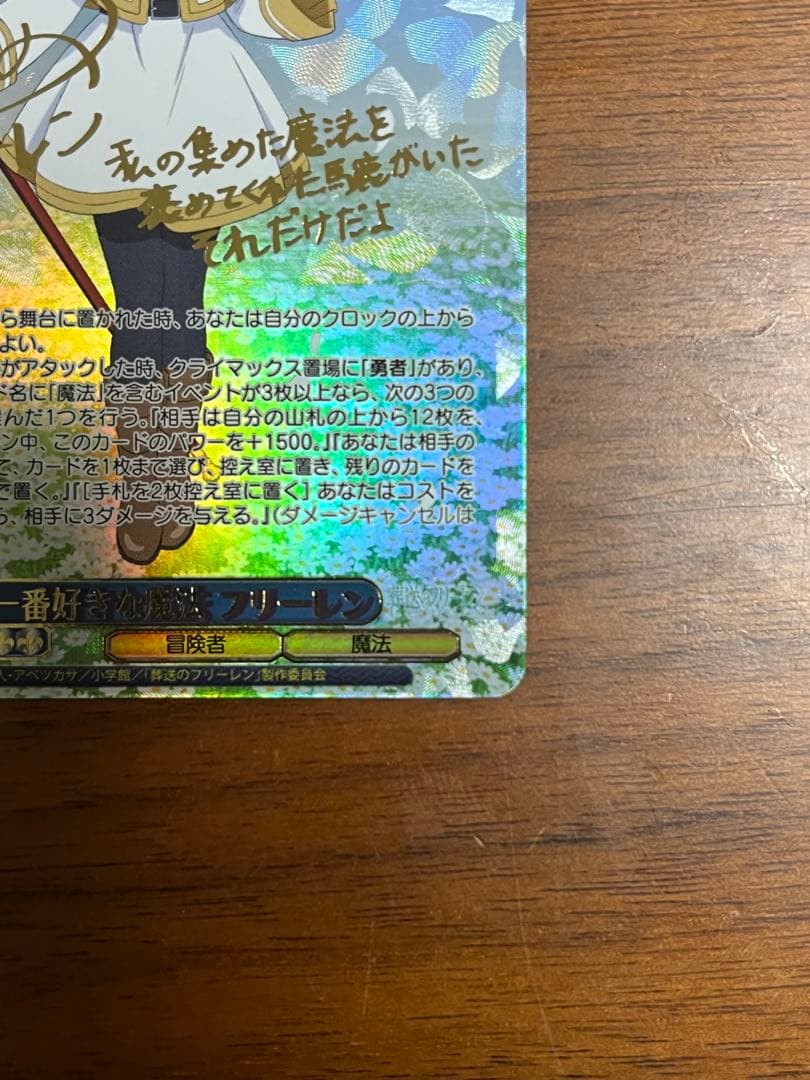 レン
私の集めた魔法を
褒めてくれた馬鹿がいた
それだけだよ
ら舞台に置かれた時、あなたは自分のクロックの上から
よい。
がアタックした時、クライマックス置場に「勇者」があり、
ド名に「魔法」を含むイベントが3枚以上なら、次の3つの
選んだ1つを行う。『相手は自分の山札の上から12枚を、
ン中、このカードのパワーを+1500。』『あなたは相手の
て、カードを1枚まで選び、控え室に置き、残りのカードを
で置く。』『［手札を2枚控え室に置く］あなたはコストを
ら、相手に3ダメージを与える。』（ダメージキャンセルは
一番好きな魔法 フリーレン
冒険者 魔法
人・アベツカサ／小学館／「葬送のフリーレン」製作委員会